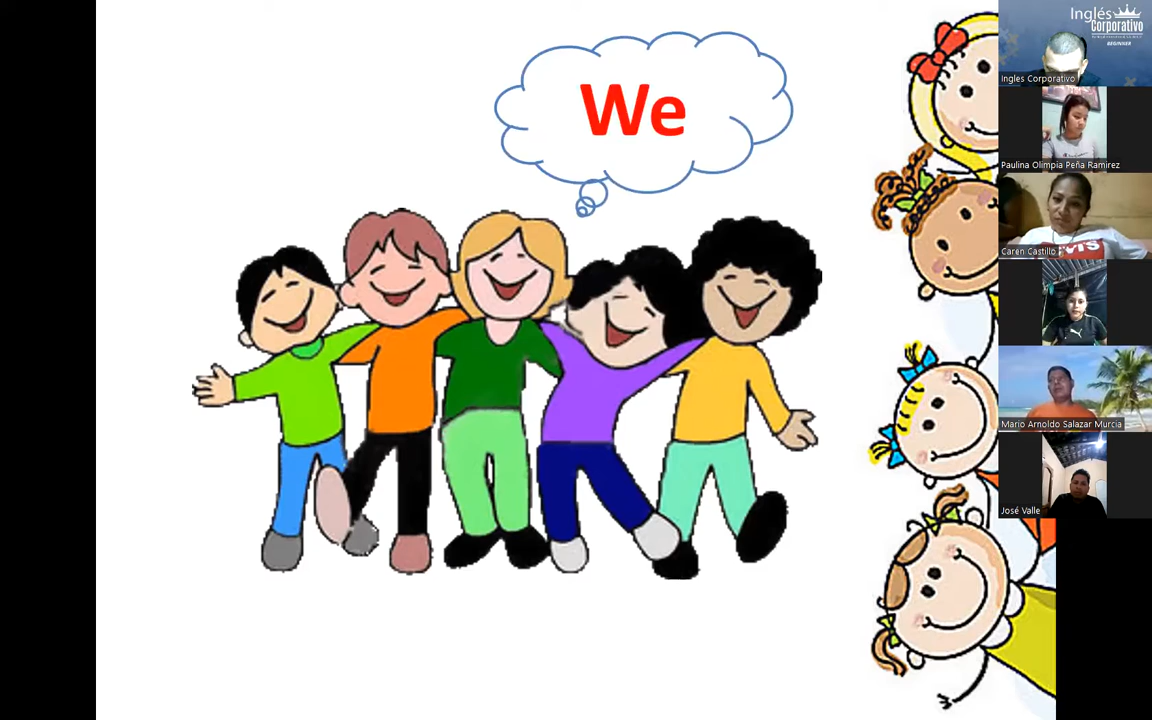 We
Inglés
Corporativo
BEGINNER
Ingles Corporativo
Paulina Olimpia Peña Ramirez
Caren Castillo
Mario Arnoldo Salazar Murcia
José Valle